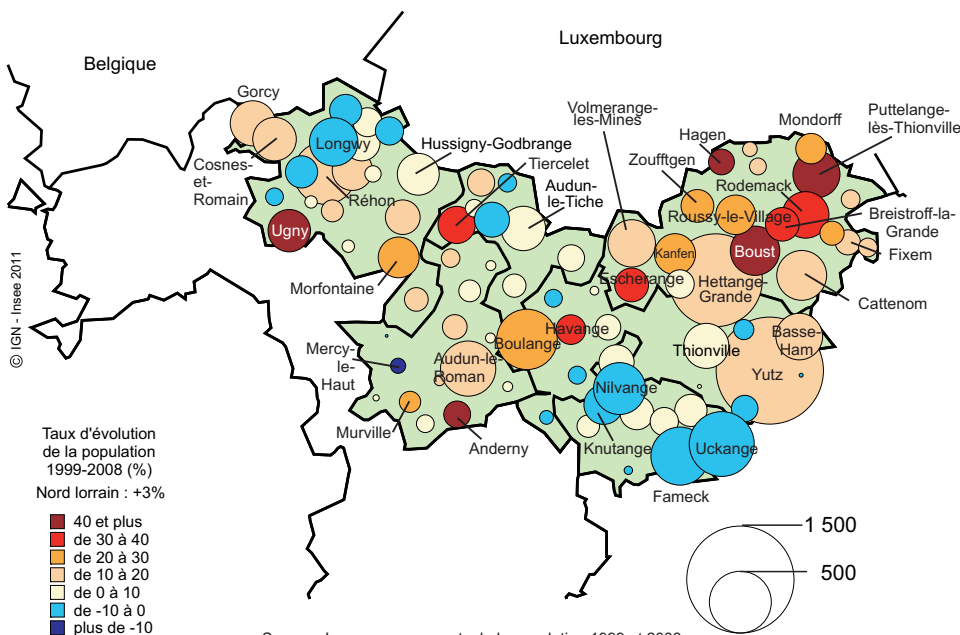 Luxembourg
Belgique
Gorcy
Volmerange-
les-Mines
Mondorff
Puttelange-
lès-Thionville
Hagen
Longwy
Hussigny-Godbrange
Tiercelet
Zoufftgen
Cosnes-
et-
Romain
Audun-
le-Tiche
Rodemack
Réhon
Roussy-le-Village
Breistroff-la-
Grande
Ugny
Kanfen
Boust
Fixem
Morfontaine
Escherange
Hettange-
Grande
Cattenom
© IGN - Insee 2011
Havange
Boulange
Mercy-
le-
Haut
Audun-le-
Roman
Thionville
Basse-
Ham
Yutz
Nilvange
Murville
Anderny
Knutange
Uckange
Fameck
Taux d'évolution
de la population
1999-2008 (%)
Nord lorrain : +3%
40 et plus
de 30 à 40
de 20 à 30
de 10 à 20
de 0 à 10
de -10 à 0
plus de -10
1 500
500